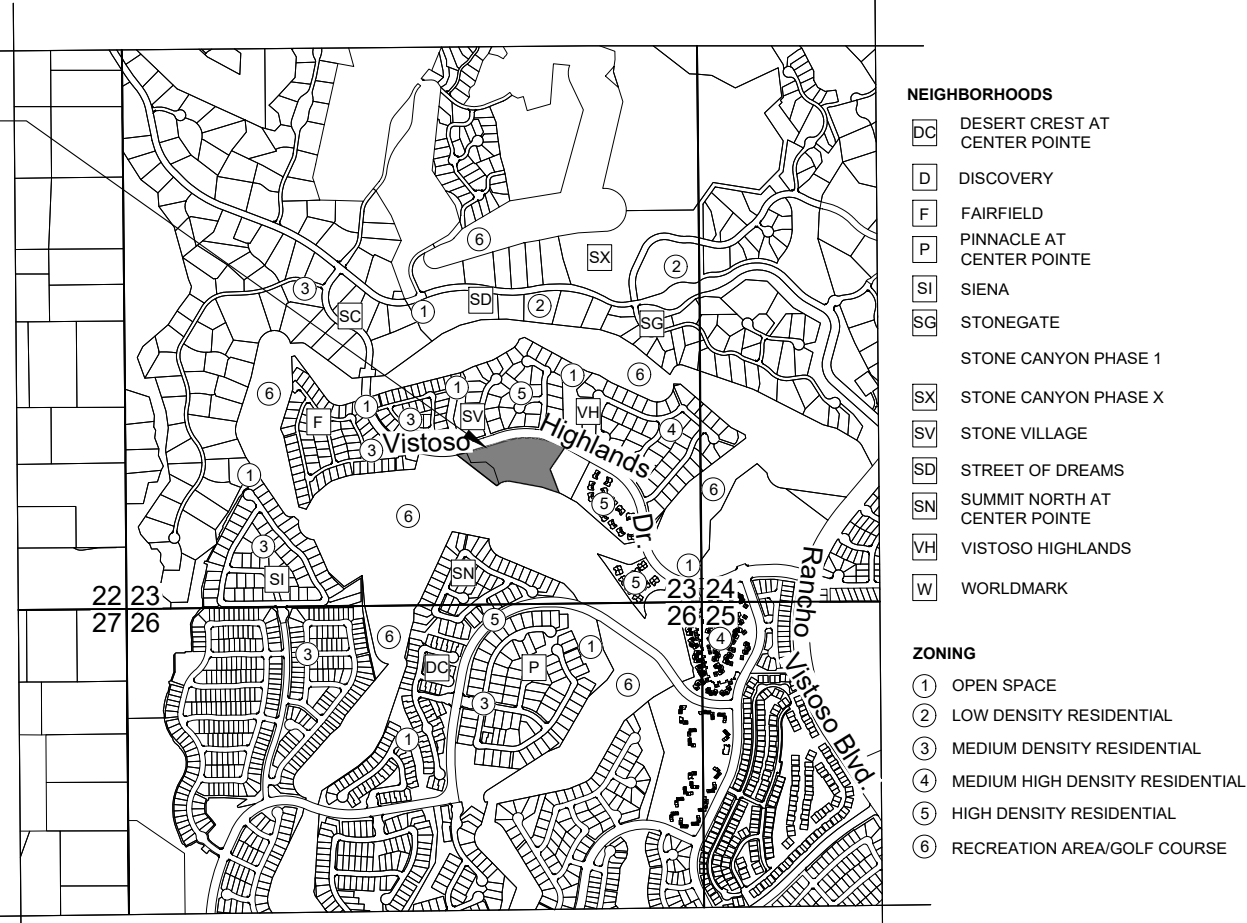 6
SX
2
3
SD
1
2
SC
SG
6
1
5
1
6
1
3
SV
VH
F
4
3
Vistoso
Highlands
1
6
5
6
Dr.
3
SN
1
SI
5
22 23
23 24
27 26
26 25
Rancho Vistoso Blvd.
5
6
4
3
DC
P
1
6
3
1
NEIGHBORHOODS
DC DESERT CREST AT
CENTER POINTE
D DISCOVERY
F FAIRFIELD
P PINNACLE AT
CENTER POINTE
SI SIENA
SG STONEGATE
STONE CANYON PHASE 1
SX STONE CANYON PHASE X
SV STONE VILLAGE
SD STREET OF DREAMS
SN SUMMIT NORTH AT
CENTER POINTE
VH VISTOSO HIGHLANDS
W WORLDMARK
ZONING
1 OPEN SPACE
2 LOW DENSITY RESIDENTIAL
3 MEDIUM DENSITY RESIDENTIAL
4 MEDIUM HIGH DENSITY RESIDENTIAL
5 HIGH DENSITY RESIDENTIAL
6 RECREATION AREA/GOLF COURSE